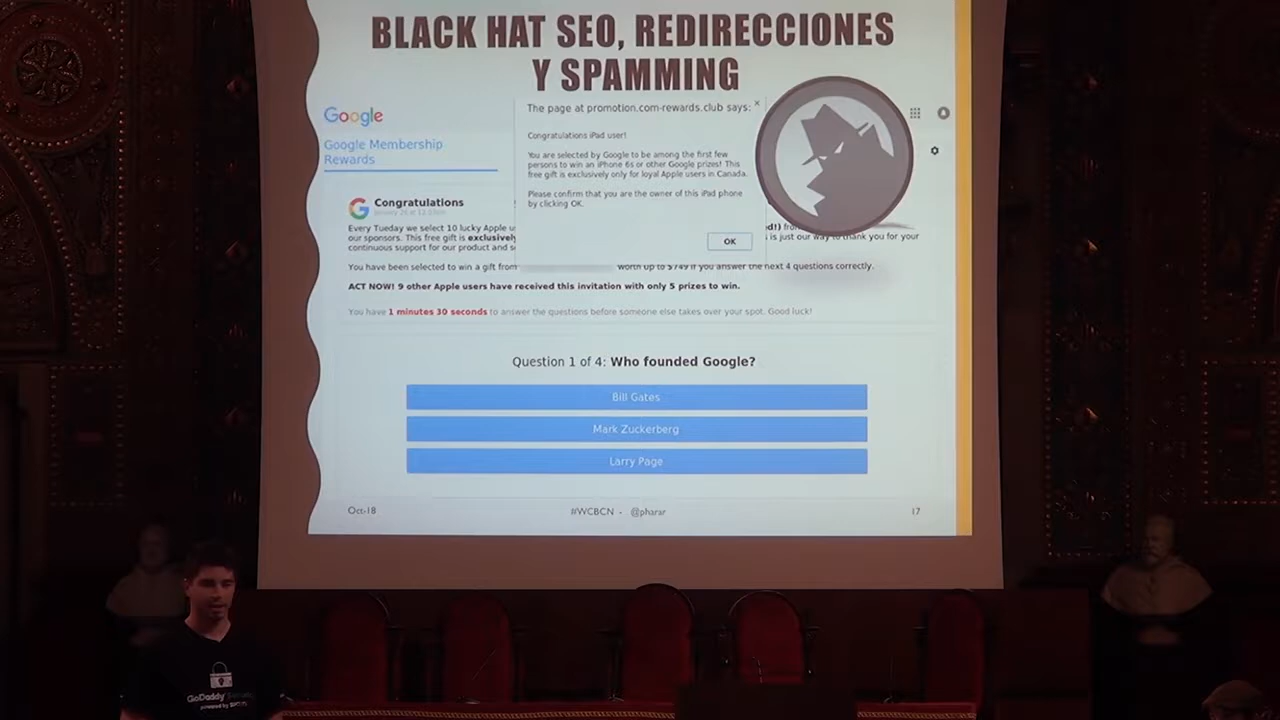 BLACK HAT SEO, REDIRECCIONES
Y SPAMMING
Google
Google Membership
Rewards
The page at promotion.com-rewards.club says:
Congratulations iPad user!
You are selected by Google to be among the first few
persons to win an iPhone 6s or other Google prizes! This
free gift is exclusively only for loyal Apple users in Canada.
Please confirm that you are the owner of this iPad phone
by clicking OK.
OK
Congratulations
Every Tueday we select 10 lucky Apple
our sponsors. This free gift is exclusively is just our way to thank you for your
continuous support for our product and
You have been selected to win a gift from worth up to $749 if you answer the next 4 questions correctly.
ACT NOW! 9 other Apple users have received this invitation with only 5 prizes to win.
You have 1 minutes 30 seconds to answer the questions before someone else takes over your spot. Good luck!
Question 1 of 4: Who founded Google?
Bill Gates
Mark Zuckerberg
Larry Page
Oct-18 #WCBCN - @pharar 17
GoDaddy
powered by